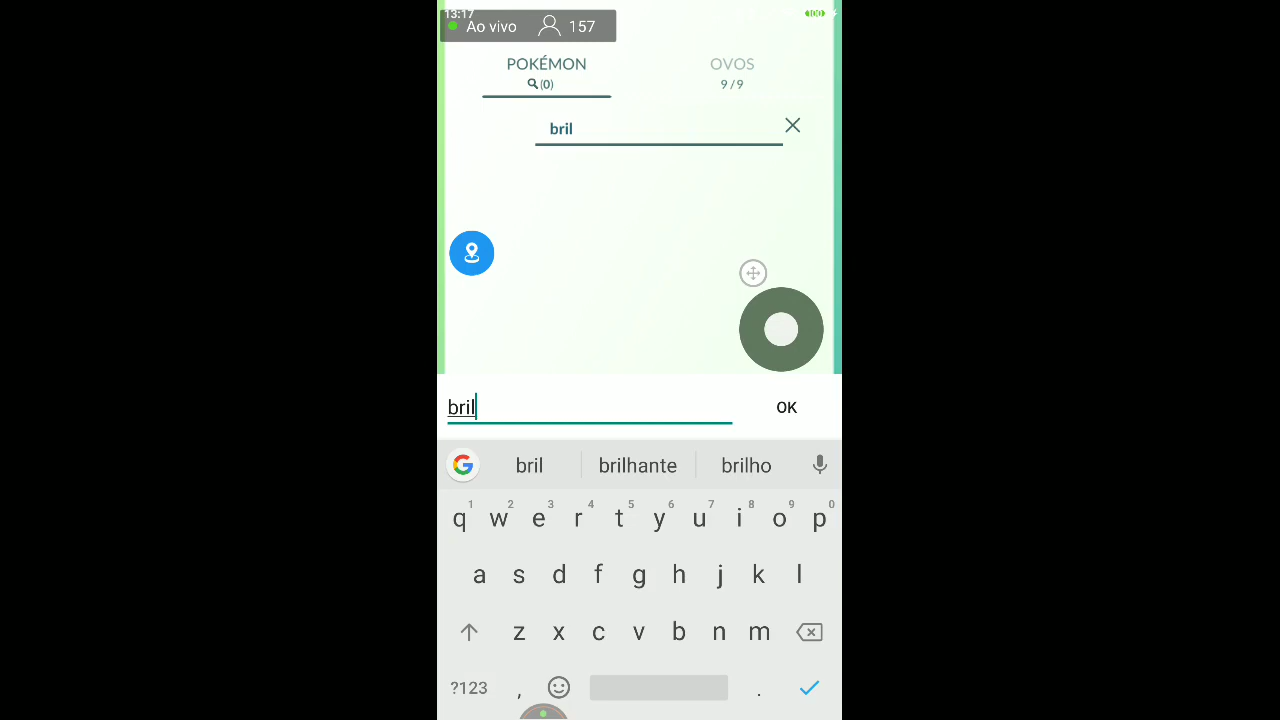 13:17
100
Ao vivo 157
POKÉMON OVOS
(0) 9/9
bril
bril OK
bril brilhante brilho
1 2 3 4 5 6 7 8 9 0
q w e r t y u i o p
a s d f g h j k l
z x c v b n m
?123 , .